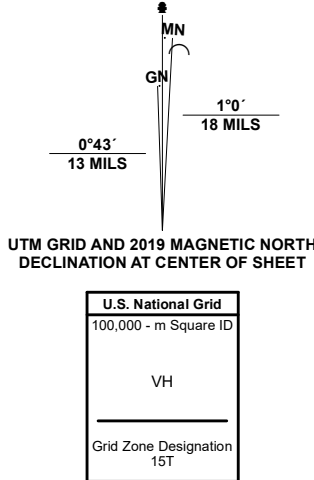 MN
GN
1°0´
18 MILS
0°43´
13 MILS
UTM GRID AND 2019 MAGNETIC NORTH
DECLINATION AT CENTER OF SHEET
U.S. National Grid
100,000 - m Square ID
VH
Grid Zone Designation
15T